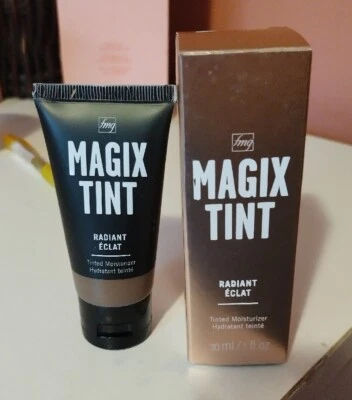 fmg
MAGIX
TINT
RADIANT
ÉCLAT
Tinted Moisturizer
Hydratant teinté
fmg
MAGIX
TINT
RADIANT
ÉCLAT
Tinted Moisturizer
Hydratant teinté
30 ml / 1 fl oz